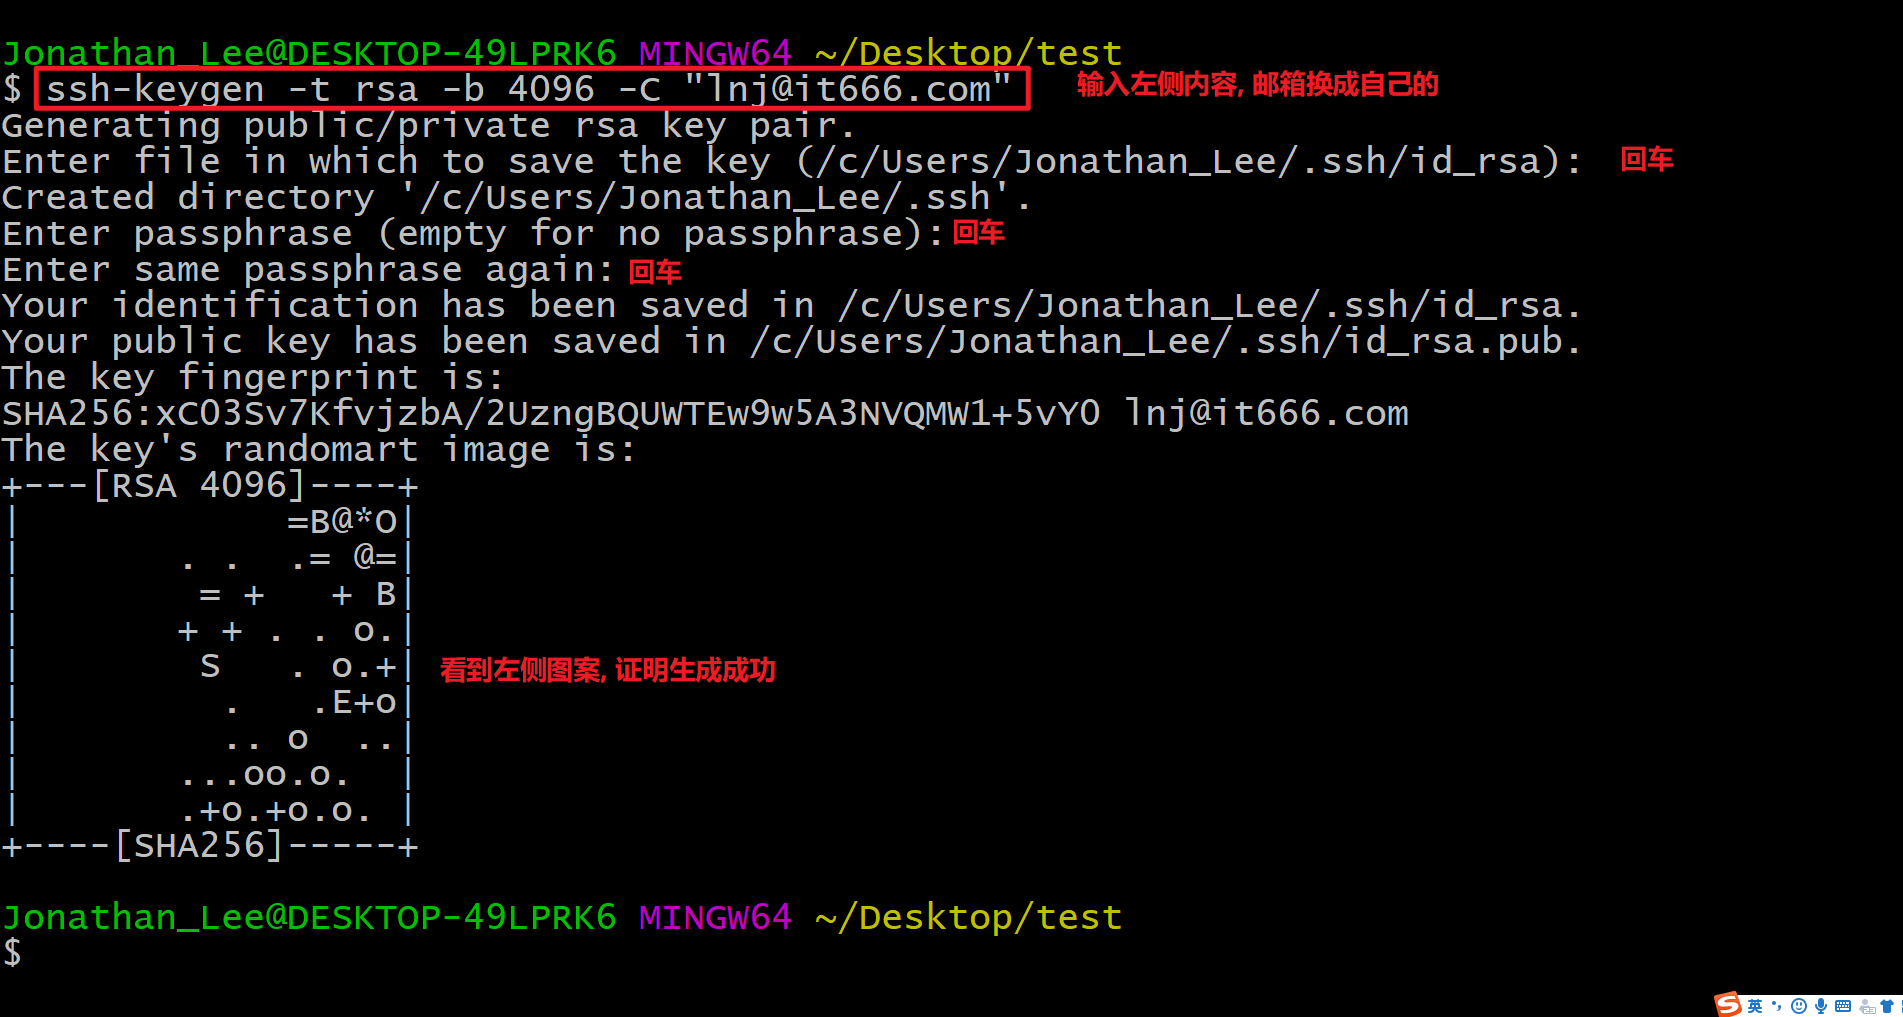 Jonathan_Lee@DESKTOP-49LPRK6 MINGW64 ~/Desktop/test
$ ssh-keygen -t rsa -b 4096 -C "lnj@it666.com" 输入左侧内容, 邮箱换成自己的
Generating public/private rsa key pair.
Enter file in which to save the key (/c/Users/Jonathan_Lee/.ssh/id_rsa): 回车
Created directory '/c/Users/Jonathan_Lee/.ssh'.
Enter passphrase (empty for no passphrase): 回车
Enter same passphrase again: 回车
Your identification has been saved in /c/Users/Jonathan_Lee/.ssh/id_rsa.
Your public key has been saved in /c/Users/Jonathan_Lee/.ssh/id_rsa.pub.
The key fingerprint is:
SHA256:xC03Sv7KfvjzbA/2UzngBQUWTEw9w5A3NVQMW1+5vY0 lnj@it666.com
The key's randomart image is:
+---[RSA 4096]----+
|            =B@*O|
|       . .  .= @=|
|        = +   + B|
|       + + . . o.|
|        S   . o.+| 看到左侧图案, 证明生成成功
|         .   .E+o|
|         .. o  ..|
|       ...oo.o.  |
|       .+o.+o.o. |
+----[SHA256]-----+
Jonathan_Lee@DESKTOP-49LPRK6 MINGW64 ~/Desktop/test
$
S 英